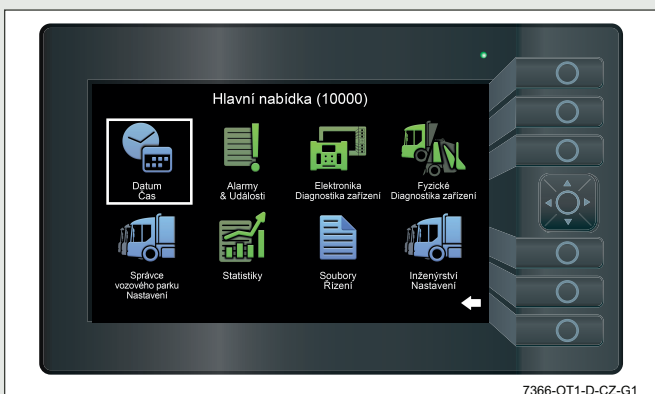 Hlavní nabídka (10000)
Datum
Čas
Alarmy
& Události
Elektronika
Diagnostika zařízení
Fyzické
Diagnostika zařízení
Správce
vozového parku
Nastavení
Statistiky
Soubory
Řízení
Inženýrství
Nastavení
7366-OT1-D-CZ-G1